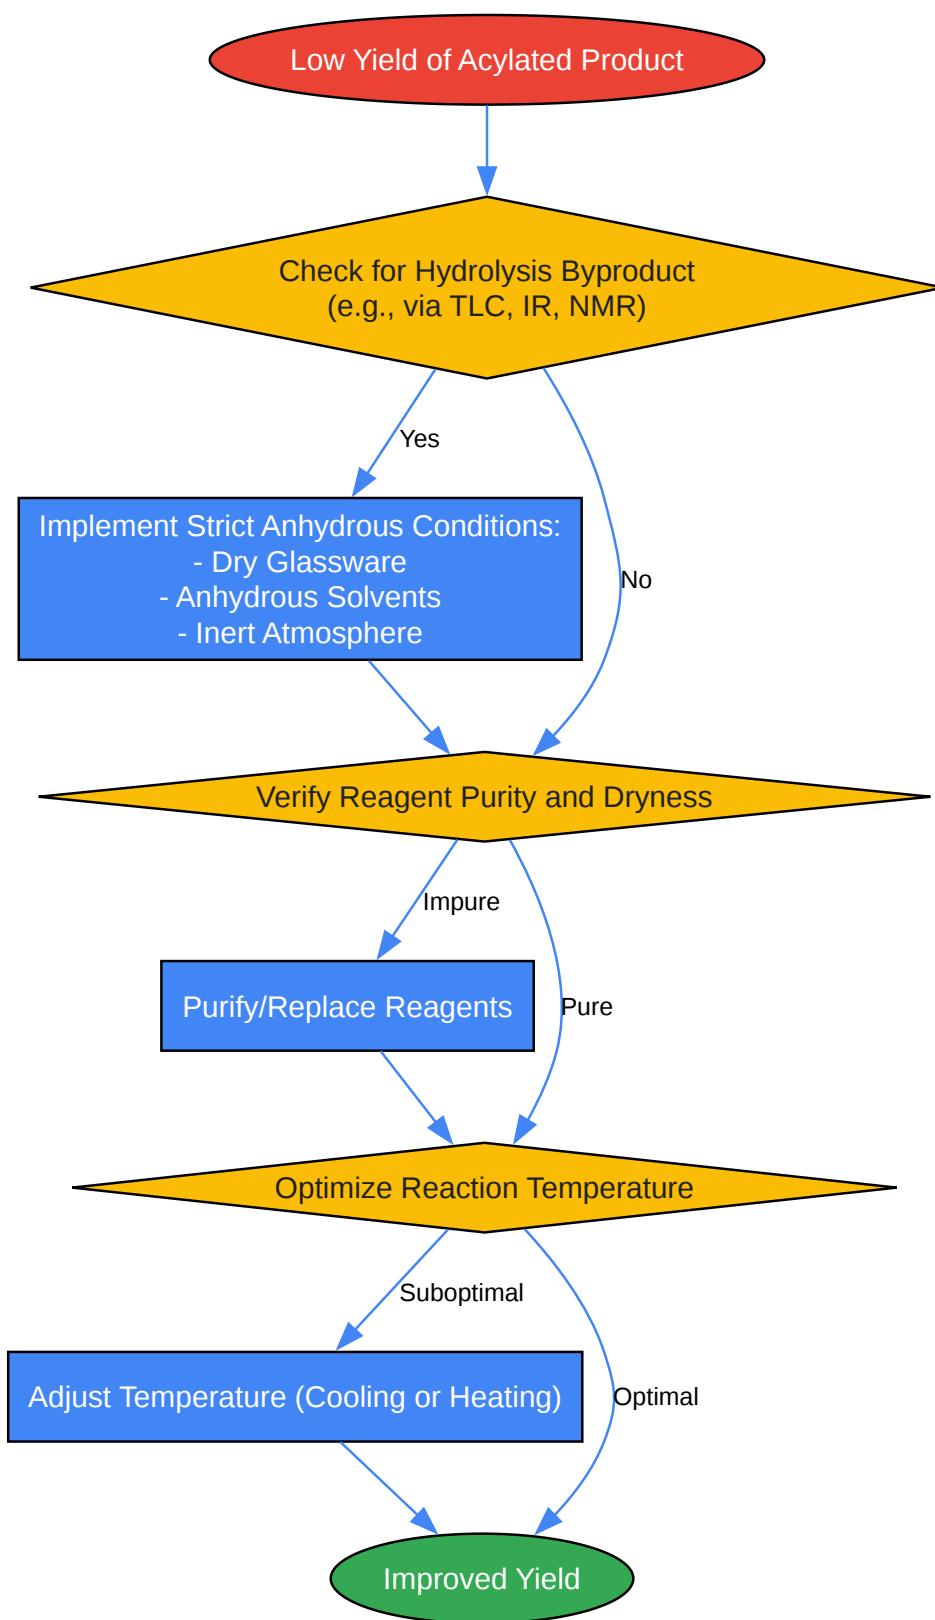 Low Yield of Acylated Product
Check for Hydrolysis Byproduct
(e.g., via TLC, IR, NMR)
Yes
Implement Strict Anhydrous Conditions:
- Dry Glassware
- Anhydrous Solvents
- Inert Atmosphere
No
Verify Reagent Purity and Dryness
Impure
Purify/Replace Reagents
Pure
Optimize Reaction Temperature
Suboptimal
Adjust Temperature (Cooling or Heating)
Optimal
Improved Yield